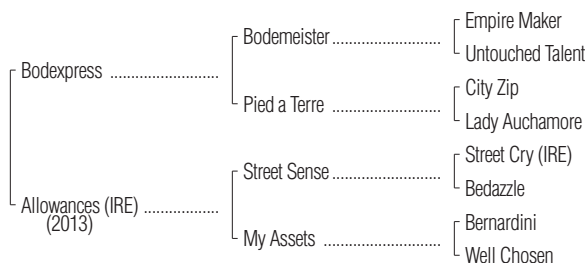 Empire Maker
Bodemeister
Untouched Talent
Bodexpress
City Zip
Pied a Terre
Lady Auchamore
Street Cry (IRE)
Street Sense
Bedazzle
Allowances (IRE)
(2013)
Bernardini
My Assets
Well Chosen